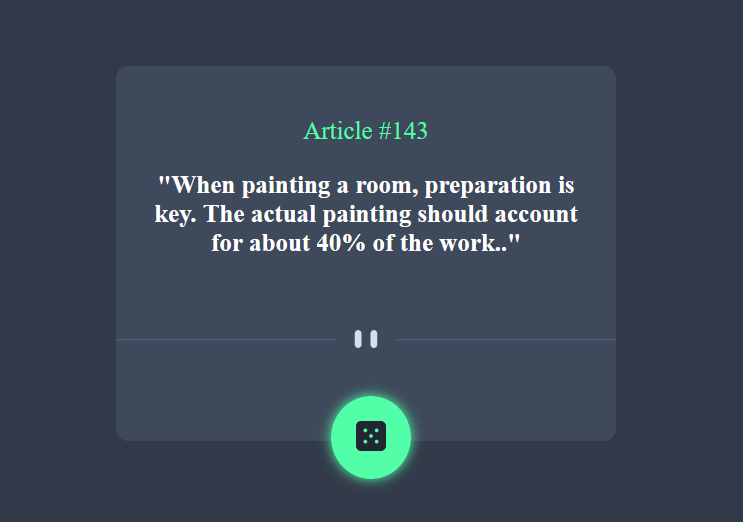 Article #143
"When painting a room, preparation is
key. The actual painting should account
for about 40% of the work.."